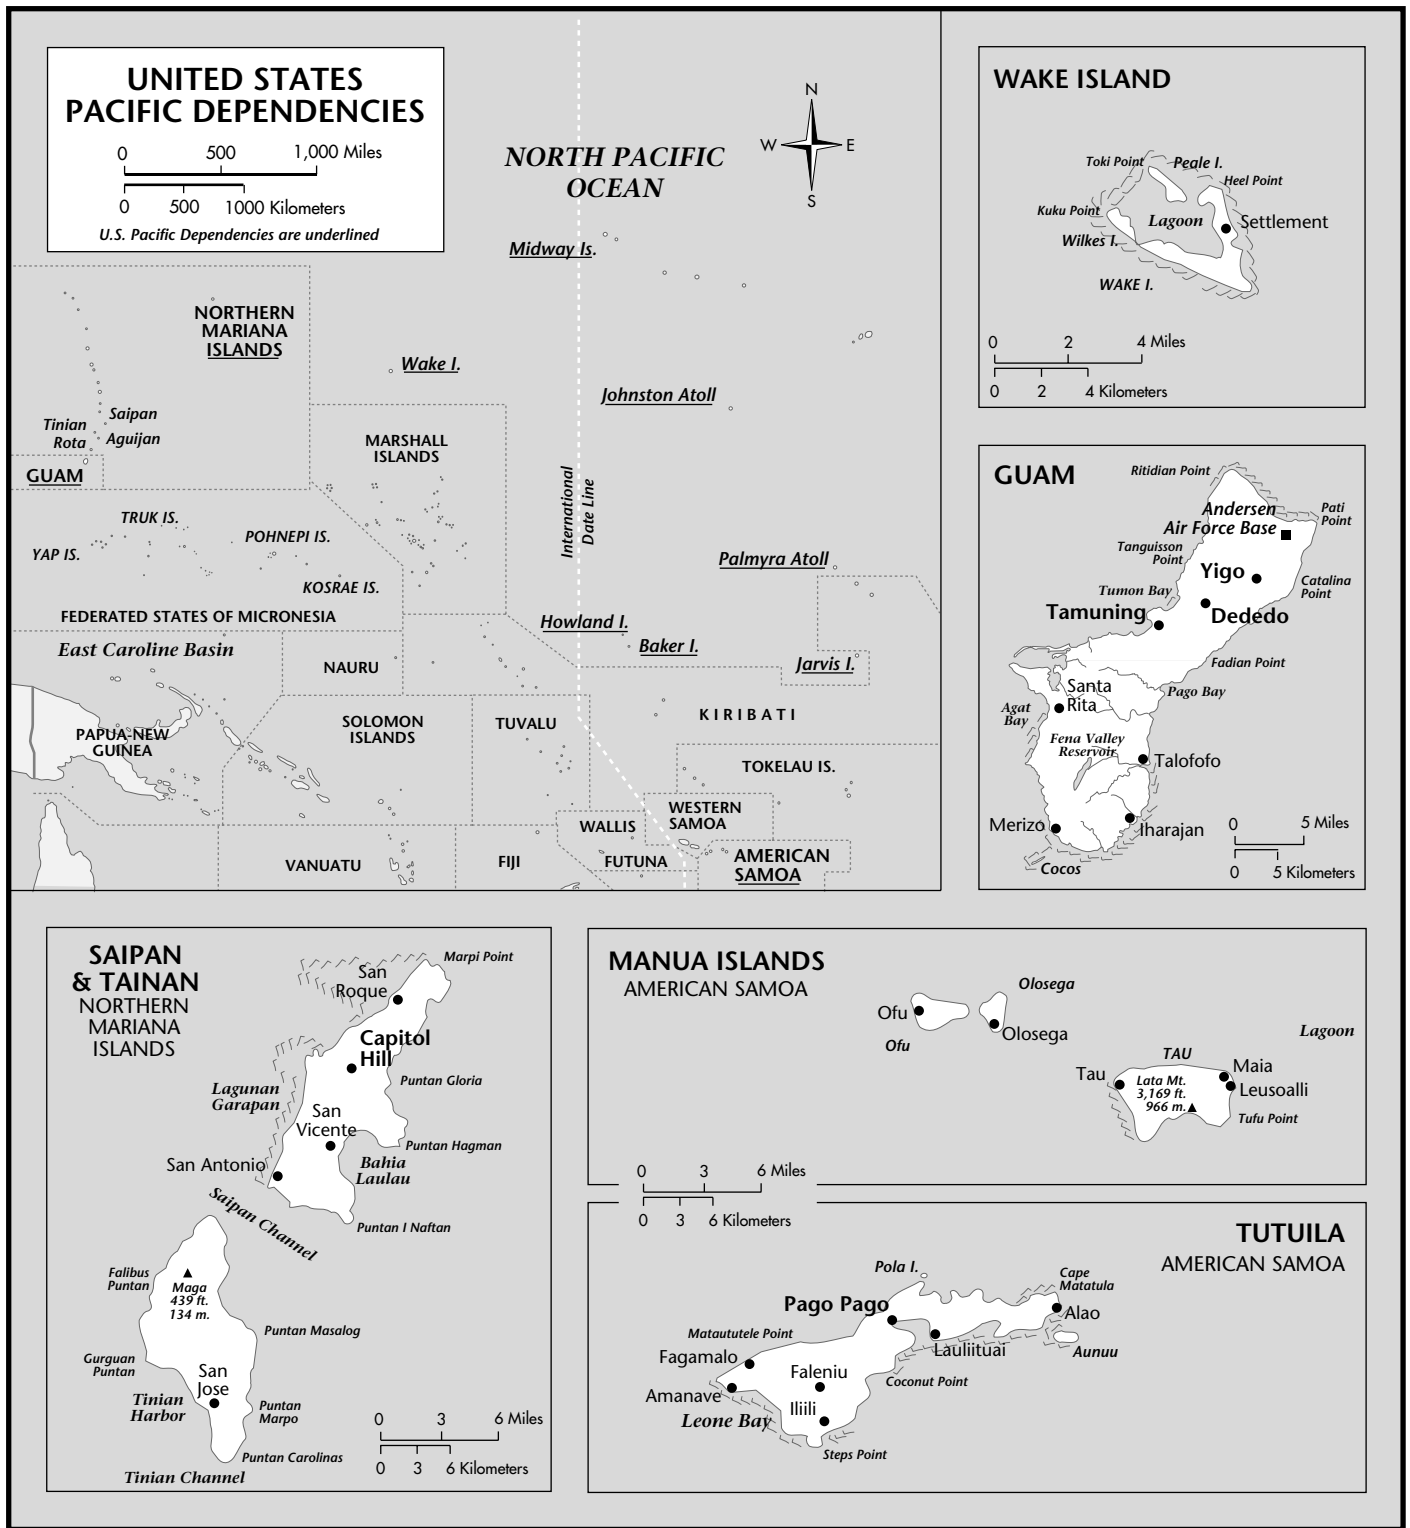 UNITED STATES
PACIFIC DEPENDENCIES
0 500 1,000 Miles
0 500 1000 Kilometers
U.S. Pacific Dependencies are underlined
NORTH PACIFIC
OCEAN
N
W E
S
Midway Is.
NORTHERN
MARIANA
ISLANDS
Wake I.
Johnston Atoll
Saipan
Tinian
Rota
Aguijan
GUAM
MARSHALL
ISLANDS
International
Date Line
TRUK IS.
POHNEPI IS.
YAP IS.
KOSRAE IS.
Palmyra Atoll
FEDERATED STATES OF MICRONESIA
East Caroline Basin
Howland I.
Baker I.
Jarvis I.
NAURU
KIRIBATI
PAPUA-NEW
GUINEA
SOLOMON
ISLANDS
TUVALU
TOKELAU IS.
WESTERN
SAMOA
WALLIS
FUTUNA
VANUATU
FIJI
AMERICAN
SAMOA
WAKE ISLAND
Toki Point
Peale I.
Heel Point
Kuku Point
Lagoon
Settlement
Wilkes I.
WAKE I.
0 2 4 Miles
0 2 4 Kilometers
GUAM
Ritidian Point
Andersen
Air Force Base
Pati
Point
Tanguisson
Point
Yigo
Catalina
Point
Tumon Bay
Tamuning
Dededo
Fadian Point
Santa
Rita
Pago Bay
Agat
Bay
Fena Valley
Reservoir
Talofofo
Merizo
Iharajan
Cocos
0 5 Miles
0 5 Kilometers
SAIPAN
& TAINAN
NORTHERN
MARIANA
ISLANDS
Marpi Point
San
Roque
Capitol
Hill
Puntan Gloria
Lagunan
Garapan
San
Vicente
Puntan Hagman
San Antonio
Bahia
Laulau
Saipan Channel
Puntan I Naftan
Falibus
Puntan
Maga
439 ft.
134 m.
Puntan Masalog
Gurguan
Puntan
San
Jose
Tinian
Harbor
Puntan
Marpo
Puntan Carolinas
Tinian Channel
0 3 6 Miles
0 3 6 Kilometers
MANUA ISLANDS
AMERICAN SAMOA
Olosega
Ofu
Olosega
Ofu
Lagoon
TAU
Tau
Lata Mt.
3,169 ft.
966 m.
Maia
Leusoalli
Tufu Point
0 3 6 Miles
0 3 6 Kilometers
TUTUILA
AMERICAN SAMOA
Pola I.
Cape
Matatula
Pago Pago
Alao
Mataututele Point
Lauliituai
Aunuu
Fagamalo
Faleniu
Coconut Point
Amanave
Iliili
Leone Bay
Steps Point